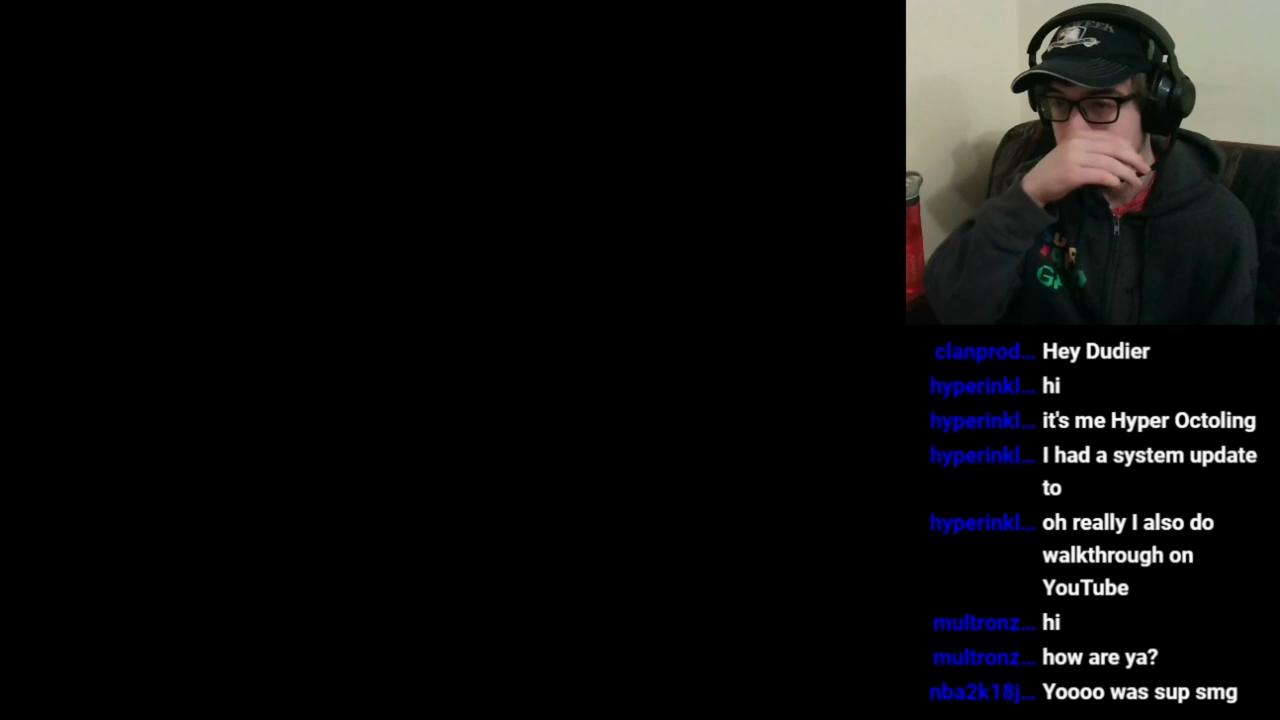 clanprod... Hey Dudier
hyperinkl... hi
hyperinkl... it's me Hyper Octoling
hyperinkl... I had a system update
to
hyperinkl... oh really I also do
walkthrough on
YouTube
multronz... hi
multronz... how are ya?
nba2k18j... Yoooo was sup smg